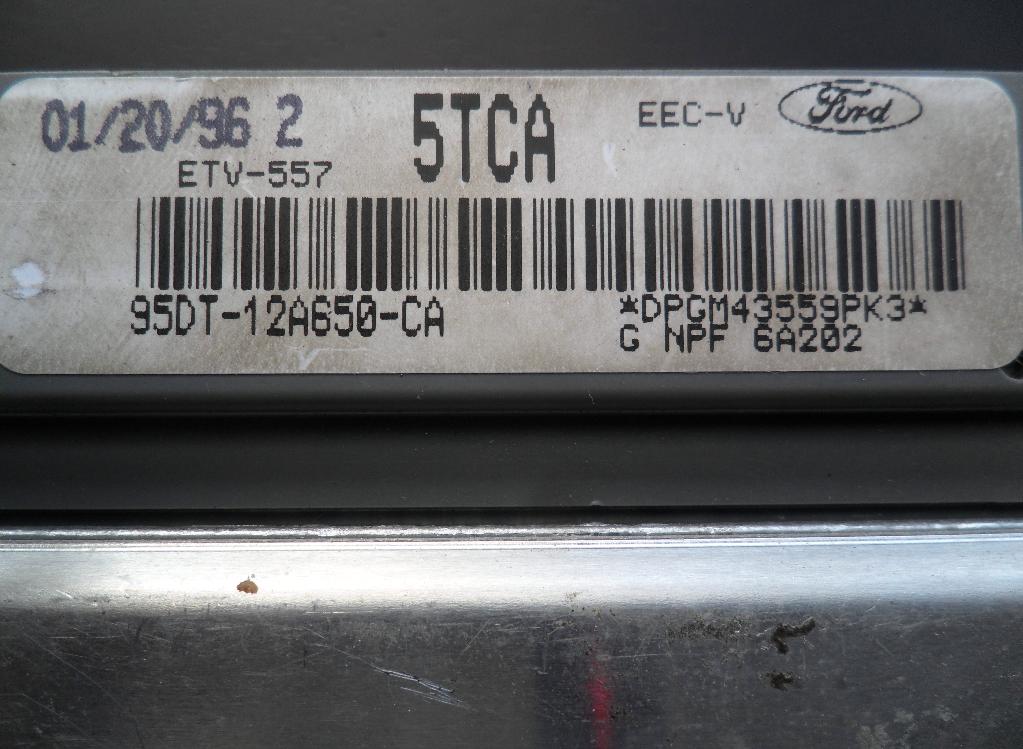 01/20/96 2 5TCA EEC-V Ford
ETV-557
95DT-12A650-CA *DPGM43559PK3*
G NPF 6A202